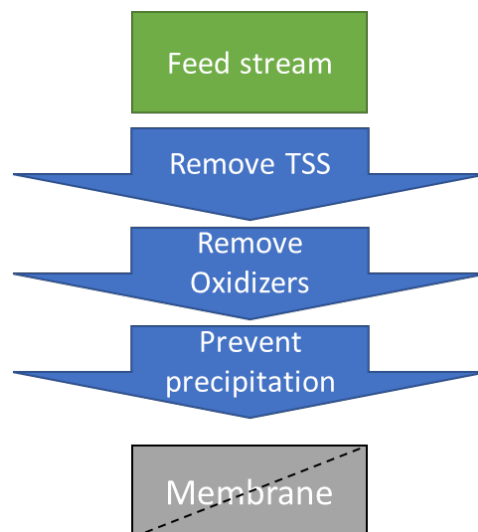 Feed stream
Remove TSS
Remove
Oxidizers
Prevent
precipitation
Membrane